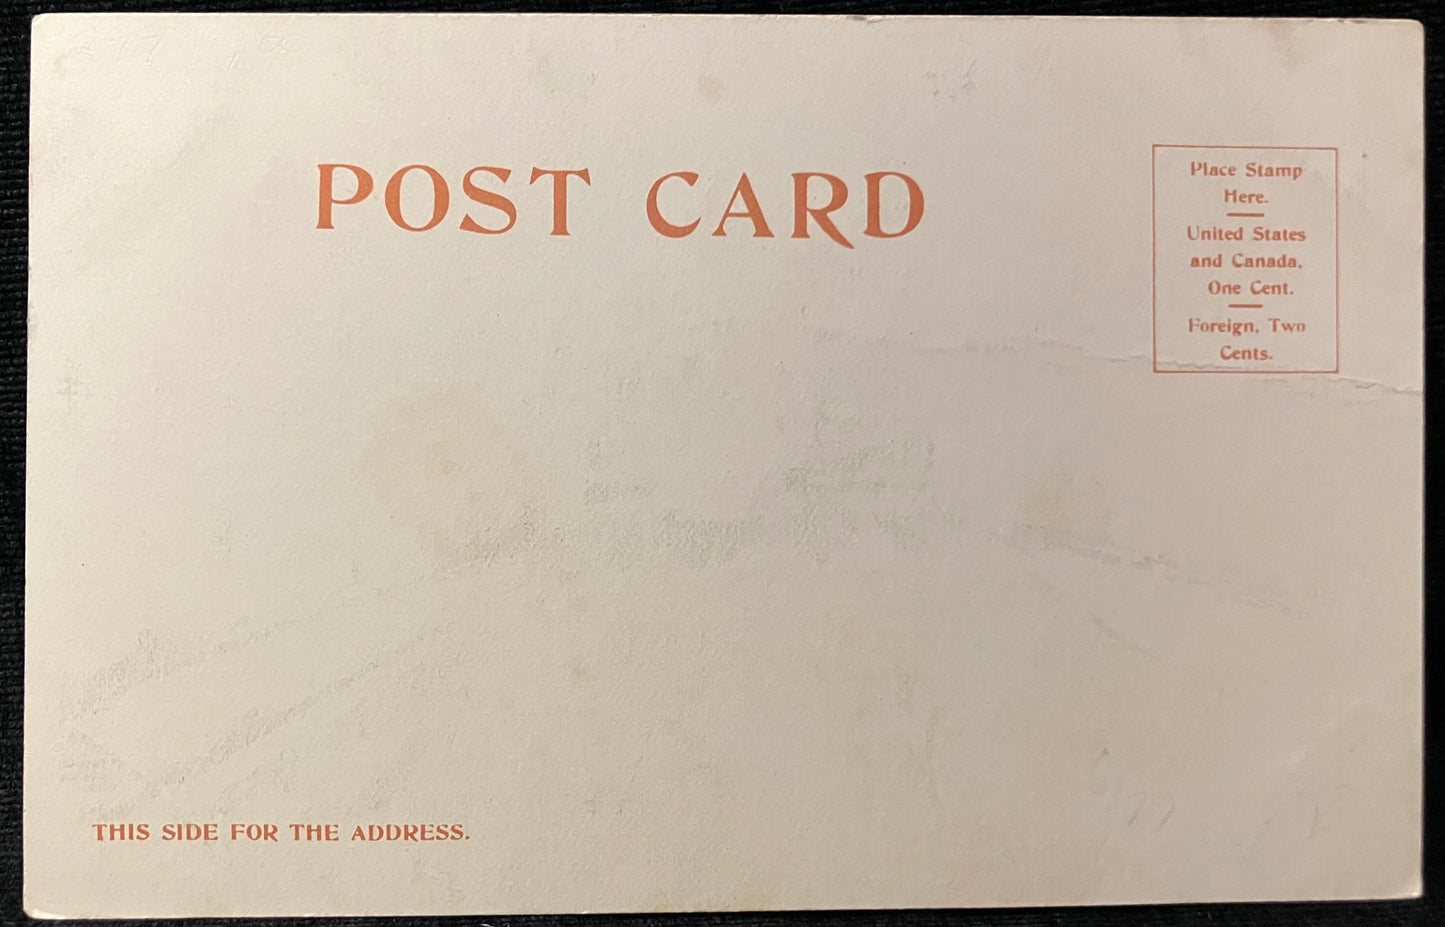 POST CARD
Place Stamp
Here.
United States
and Canada,
One Cent.
Foreign, Two
Cents.
THIS SIDE FOR THE ADDRESS.